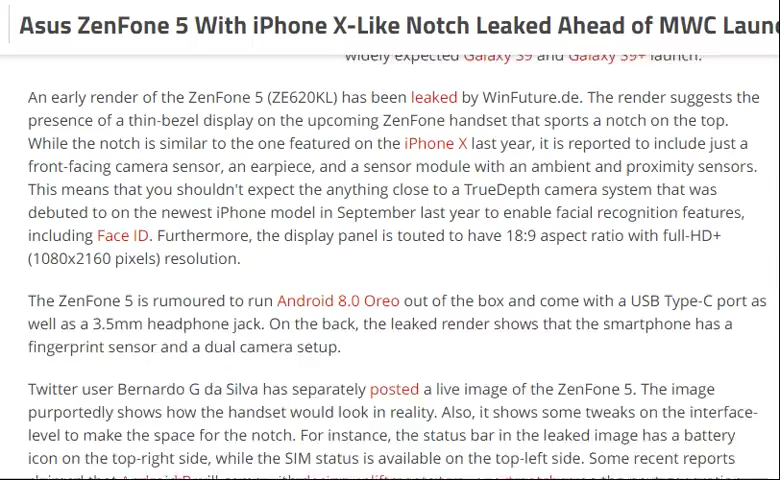 Asus ZenFone 5 With iPhone X-Like Notch Leaked Ahead of MWC Laun
widely expected Galaxy S9 and Galaxy S9+ launch.
An early render of the ZenFone 5 (ZE620KL) has been leaked by WinFuture.de. The render suggests the
presence of a thin-bezel display on the upcoming ZenFone handset that sports a notch on the top.
While the notch is similar to the one featured on the iPhone X last year, it is reported to include just a
front-facing camera sensor, an earpiece, and a sensor module with an ambient and proximity sensors.
This means that you shouldn't expect the anything close to a TrueDepth camera system that was
debuted to on the newest iPhone model in September last year to enable facial recognition features,
including Face ID. Furthermore, the display panel is touted to have 18:9 aspect ratio with full-HD+
(1080x2160 pixels) resolution.
The ZenFone 5 is rumoured to run Android 8.0 Oreo out of the box and come with a USB Type-C port as
well as a 3.5mm headphone jack. On the back, the leaked render shows that the smartphone has a
fingerprint sensor and a dual camera setup.
Twitter user Bernardo G da Silva has separately posted a live image of the ZenFone 5. The image
purportedly shows how the handset would look in reality. Also, it shows some tweaks on the interface-
level to make the space for the notch. For instance, the status bar in the leaked image has a battery
icon on the top-right side, while the SIM status is available on the top-left side. Some recent reports